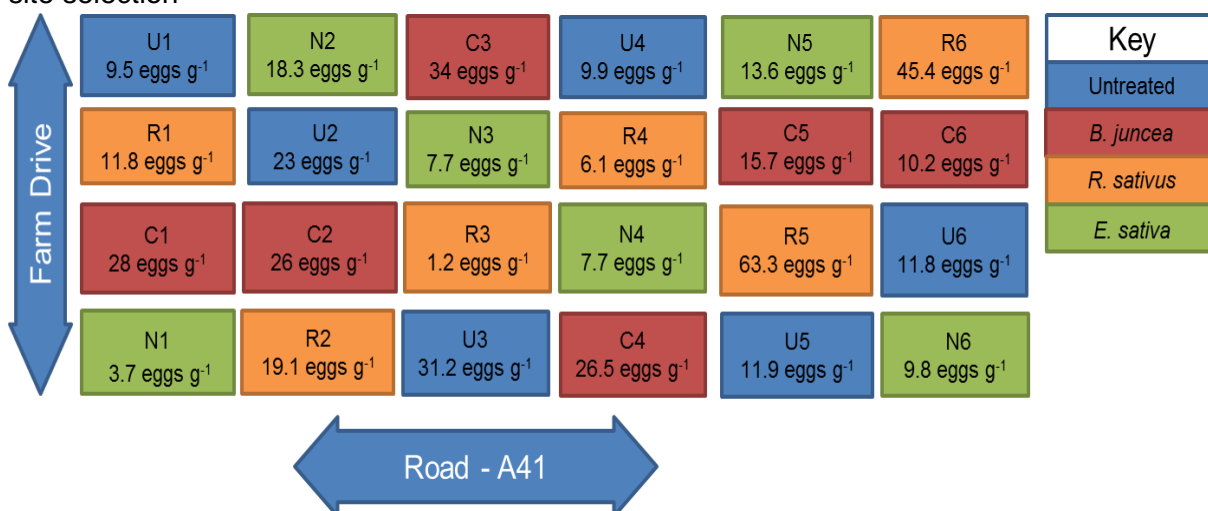 site selection
U1
9.5 eggs g⁻¹
N2
18.3 eggs g⁻¹
C3
34 eggs g⁻¹
U4
9.9 eggs g⁻¹
N5
13.6 eggs g⁻¹
R6
45.4 eggs g⁻¹
R1
11.8 eggs g⁻¹
U2
23 eggs g⁻¹
N3
7.7 eggs g⁻¹
R4
6.1 eggs g⁻¹
C5
15.7 eggs g⁻¹
C6
10.2 eggs g⁻¹
C1
28 eggs g⁻¹
C2
26 eggs g⁻¹
R3
1.2 eggs g⁻¹
N4
7.7 eggs g⁻¹
R5
63.3 eggs g⁻¹
U6
11.8 eggs g⁻¹
N1
3.7 eggs g⁻¹
R2
19.1 eggs g⁻¹
U3
31.2 eggs g⁻¹
C4
26.5 eggs g⁻¹
U5
11.9 eggs g⁻¹
N6
9.8 eggs g⁻¹
Key
Untreated
B. juncea
R. sativus
E. sativa
Farm Drive
Road - A41